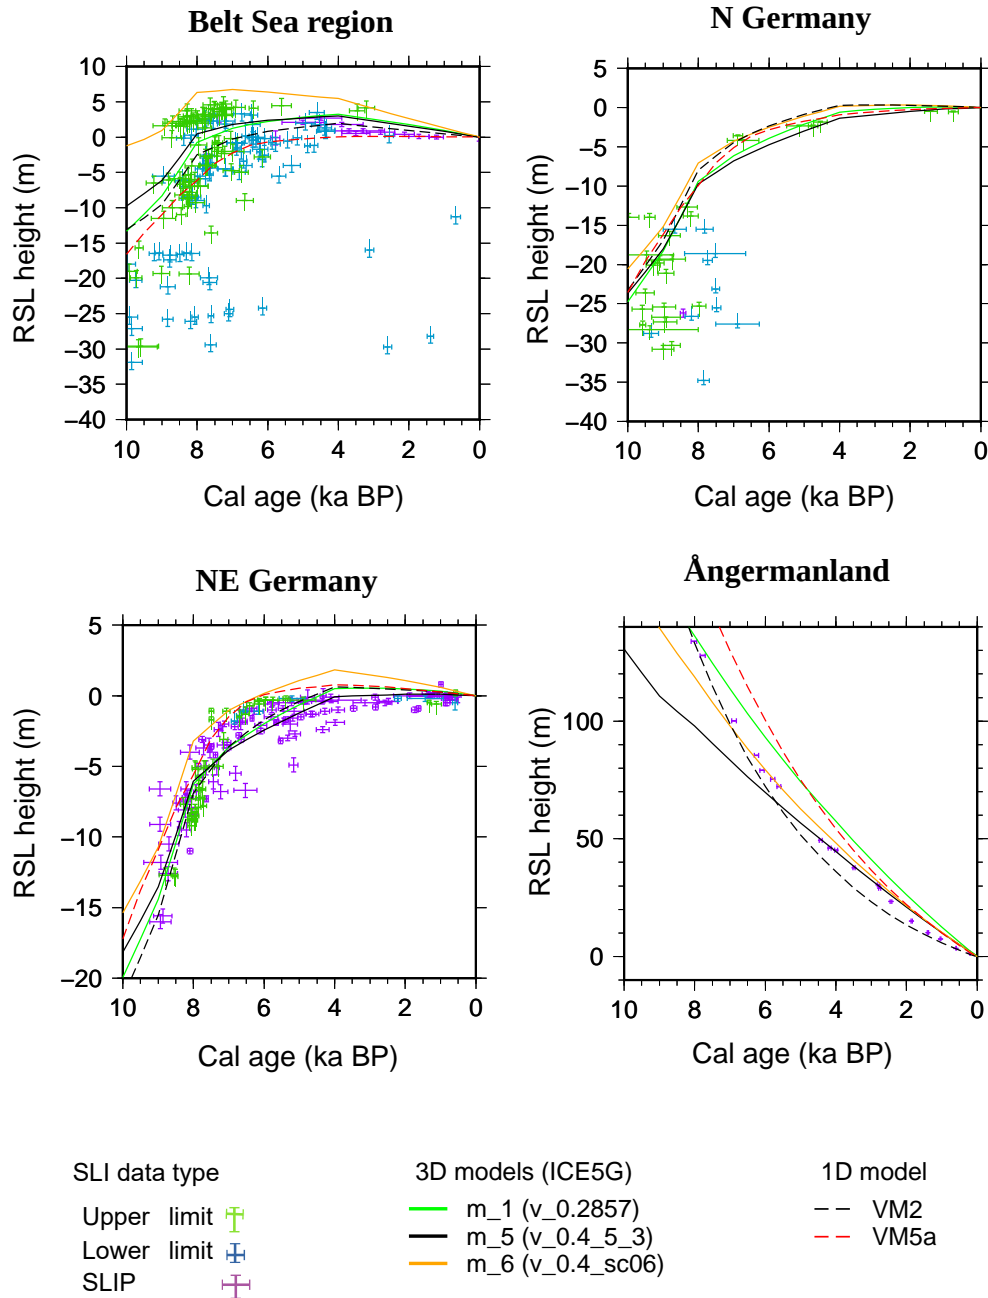 Belt Sea region
N Germany
10
5
0
−5
−10
−15
−20
−25
−30
−35
−40
RSL height (m)
10 8 6 4 2 0
Cal age (ka BP)
5
0
−5
−10
−15
−20
−25
−30
−35
−40
RSL height (m)
10 8 6 4 2 0
Cal age (ka BP)
NE Germany
Ångermanland
5
0
−5
−10
−15
−20
RSL height (m)
10 8 6 4 2 0
Cal age (ka BP)
100
50
0
RSL height (m)
10 8 6 4 2 0
Cal age (ka BP)
SLI data type
Upper limit
Lower limit
SLIP
3D models (ICE5G)
m_1 (v_0.2857)
m_5 (v_0.4_5_3)
m_6 (v_0.4_sc06)
1D model
VM2
VM5a